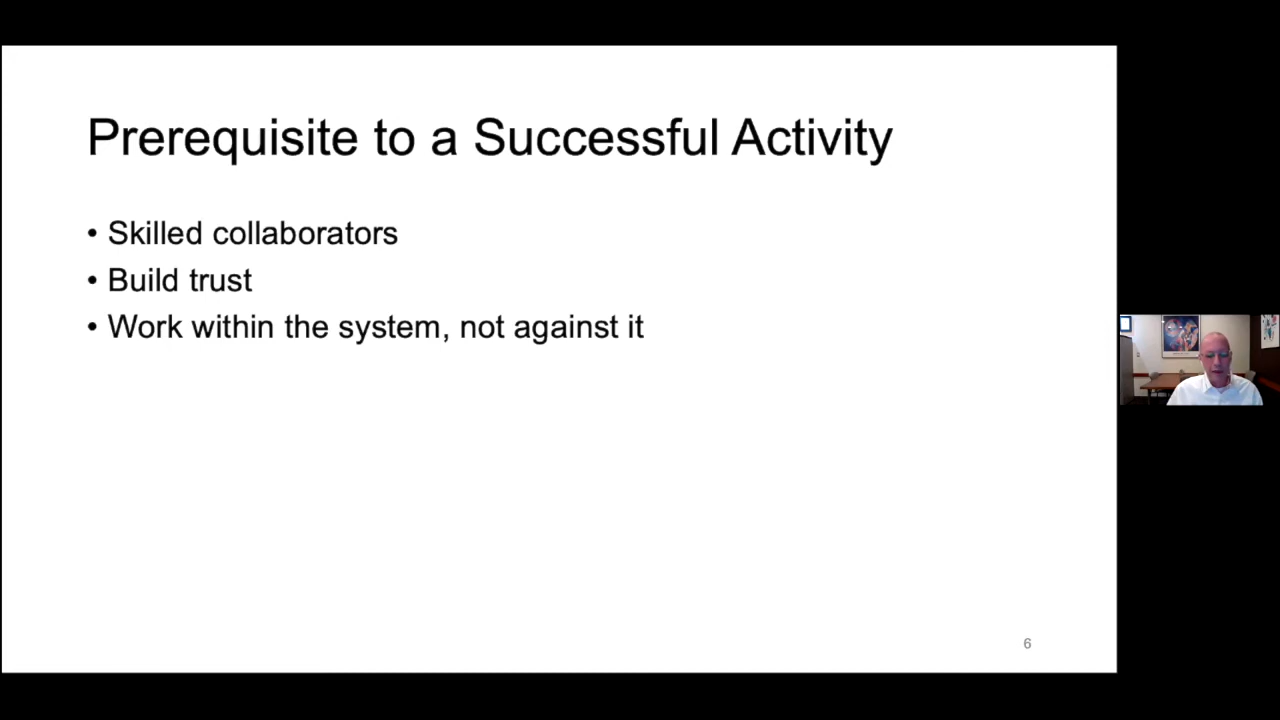 Prerequisite to a Successful Activity
• Skilled collaborators
• Build trust
• Work within the system, not against it
6